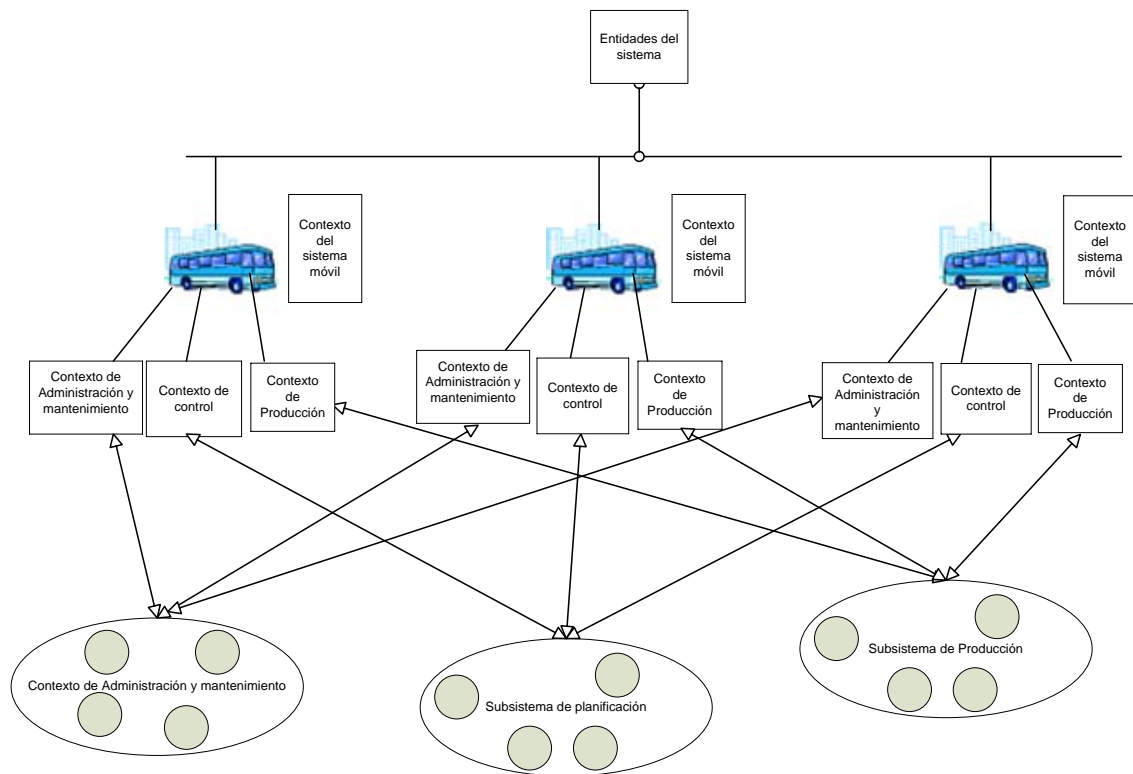 Entidades del
sistema
Contexto
del
sistema
móvil
Contexto
del
sistema
móvil
Contexto
del
sistema
móvil
Contexto de
Administración y
mantenimiento
Contexto de
control
Contexto
de
Producción
Contexto de
Administración y
mantenimiento
Contexto de
control
Contexto
de
Producción
Contexto de
Administración
y
mantenimiento
Contexto de
control
Contexto
de
Producción
Contexto de Administración y mantenimiento
Subsistema de planificación
Subsistema de Producción